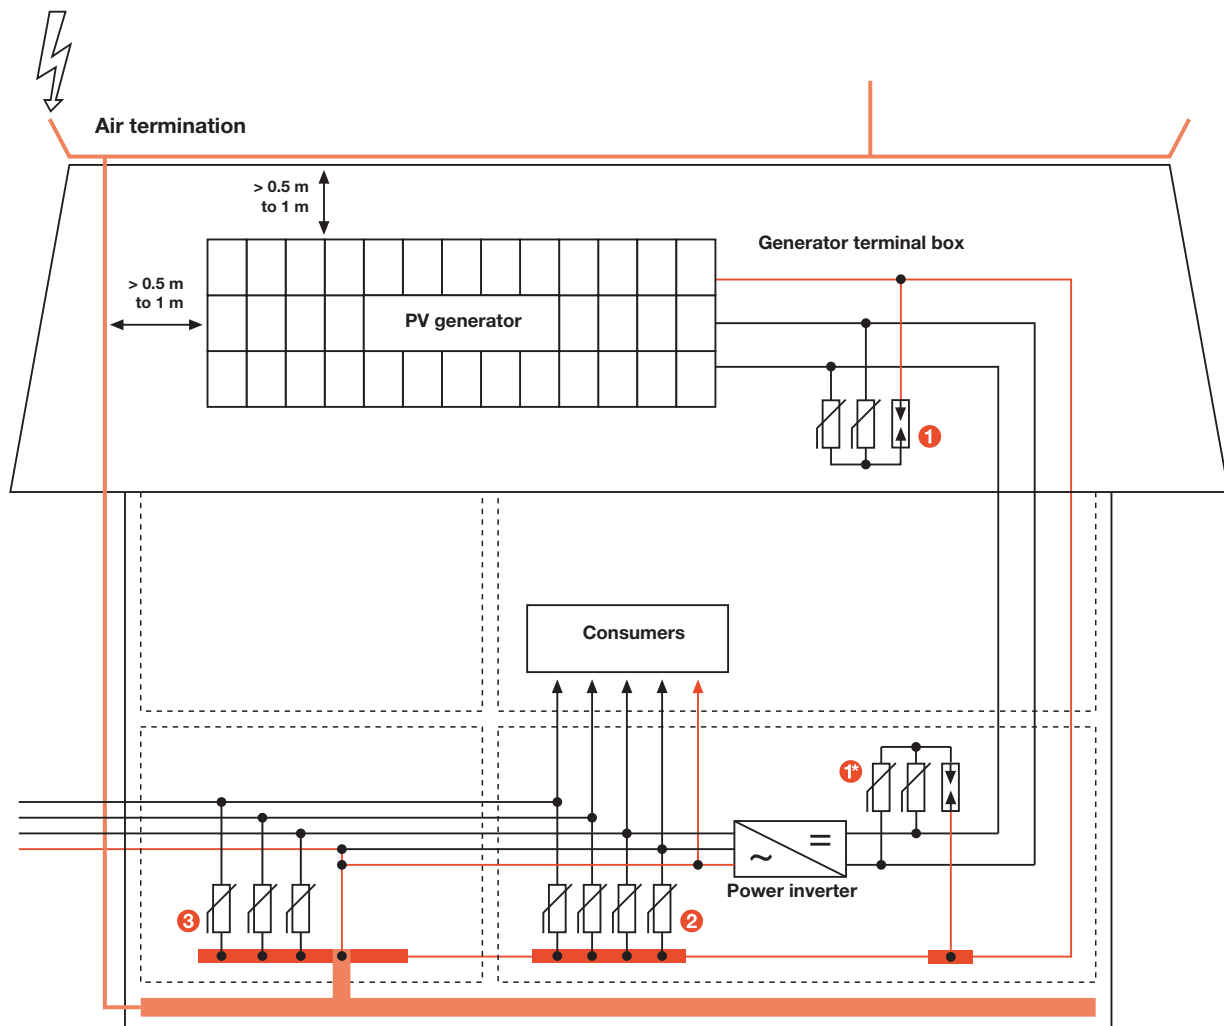 Air termination
> 0.5 m
to 1 m
Generator terminal box
> 0.5 m
to 1 m
PV generator
1
Consumers
1*
~
=
Power inverter
3
2